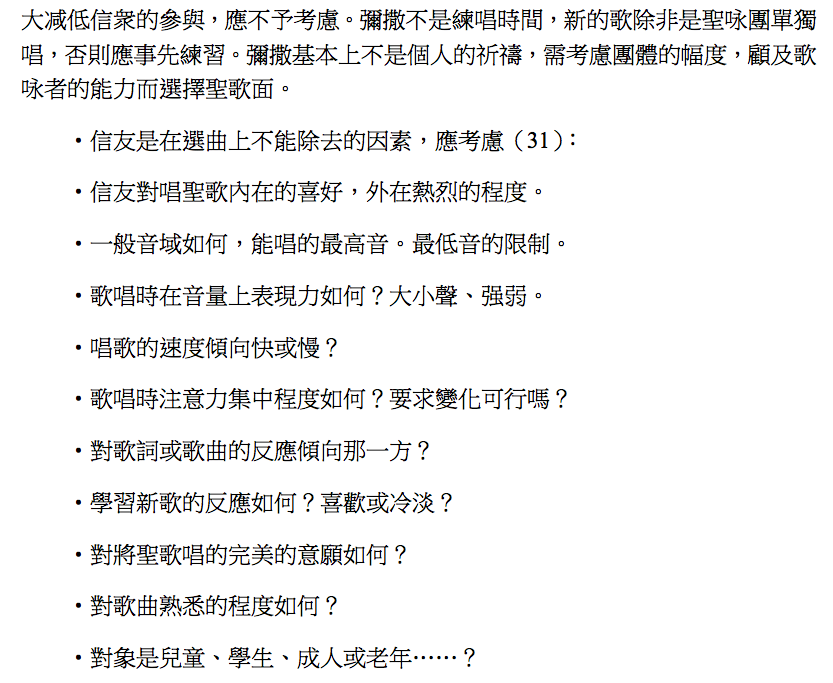 大減低信衆的參與，應不予考慮。彌撒不是練唱時間，新的歌除非是聖咏團單獨
唱，否則應事先練習。彌撒基本上不是個人的祈禱，需考慮團體的幅度，顧及歌
咏者的能力而選擇聖歌面。
・信友是在選曲上不能除去的因素，應考慮（31）：
・信友對唱聖歌內在的喜好，外在熱烈的程度。
・一般音域如何，能唱的最高音。最低音的限制。
・歌唱時在音量上表現力如何？大小聲、强弱。
・唱歌的速度傾向快或慢？
・歌唱時注意力集中程度如何？要求變化可行嗎？
・對歌詞或歌曲的反應傾向那一方？
・學習新歌的反應如何？喜歡或冷淡？
・對將聖歌唱的完美的意願如何？
・對歌曲熟悉的程度如何？
・對象是兒童、學生、成人或老年……？